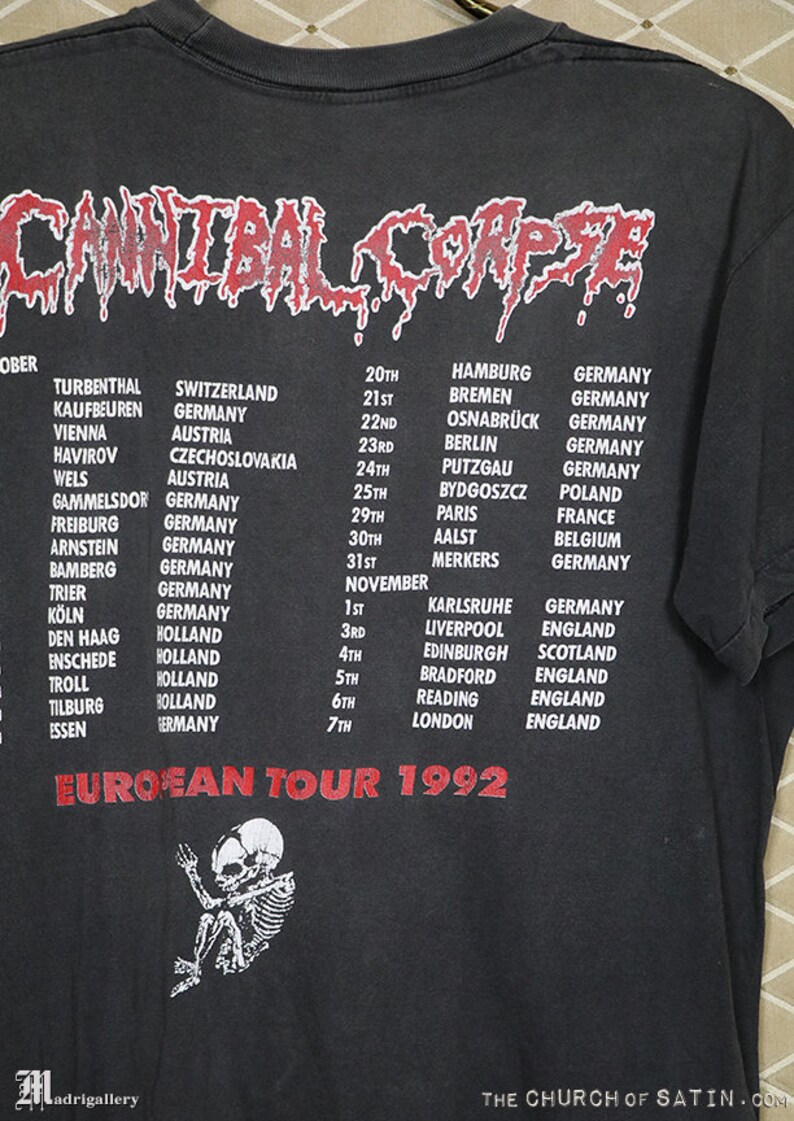 CANNIBAL CORPSE
OBER
TURBENTHAL SWITZERLAND
KAUFBEUREN GERMANY
VIENNA AUSTRIA
HAVIROV CZECHOSLOVAKIA
WELS AUSTRIA
GAMMELSDOR GERMANY
FREIBURG GERMANY
ARNSTEIN GERMANY
BAMBERG GERMANY
TRIER GERMANY
KÖLN GERMANY
DEN HAAG HOLLAND
ENSCHEDE HOLLAND
TROLL HOLLAND
TILBURG HOLLAND
ESSEN GERMANY
20TH HAMBURG GERMANY
21ST BREMEN GERMANY
22ND OSNABRÜCK GERMANY
23RD BERLIN GERMANY
24TH PUTZGAU GERMANY
25TH BYDGOSZCZ POLAND
29TH PARIS FRANCE
30TH AALST BELGIUM
31ST MERKERS GERMANY
NOVEMBER
1ST KARLSRUHE GERMANY
3RD LIVERPOOL ENGLAND
4TH EDINBURGH SCOTLAND
5TH BRADFORD ENGLAND
6TH READING ENGLAND
7TH LONDON ENGLAND
EUROPEAN TOUR 1992
Madrigallery
THE CHURCH OF SATIN.COM